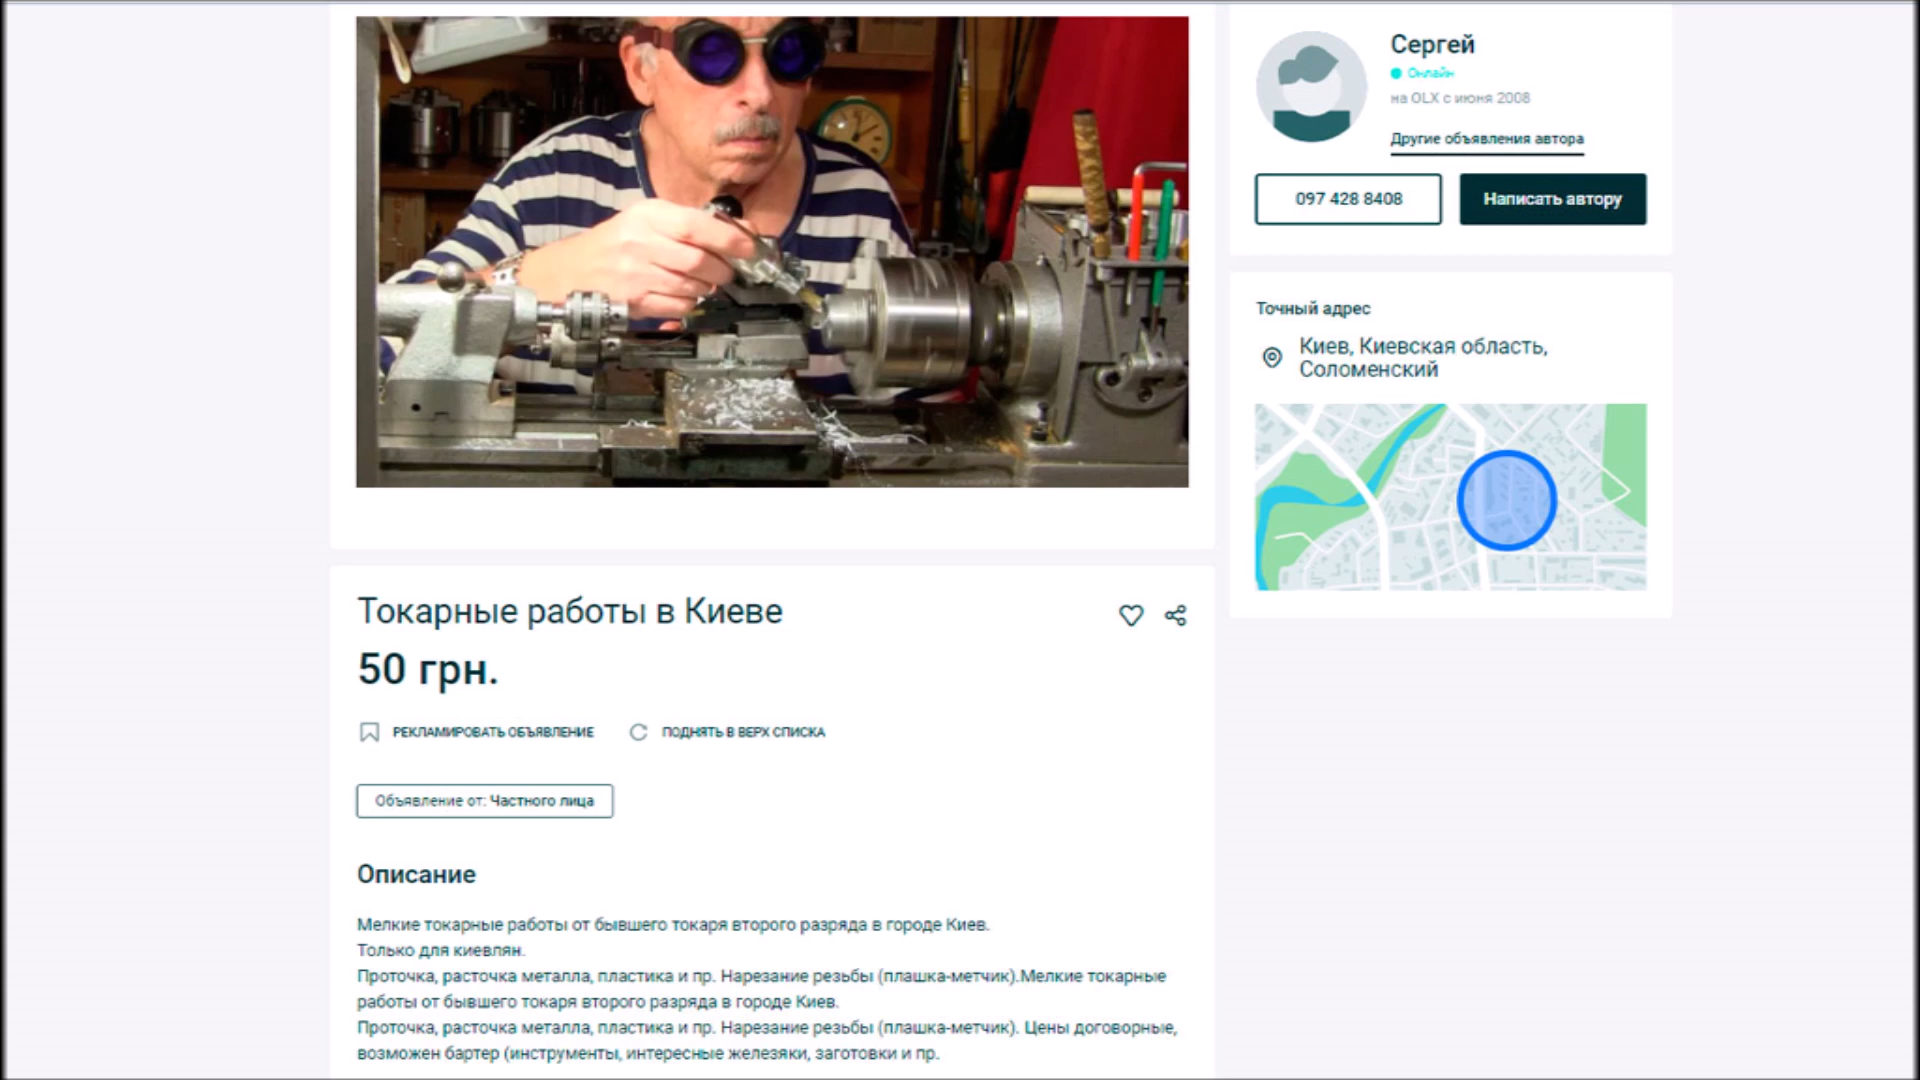 Сергей
Онлайн
на OLX с июня 2008
Другие объявления автора
097 428 8408
Написать автору
Точный адрес
Киев, Киевская область,
Соломенский
Токарные работы в Киеве
50 грн.
РЕКЛАМИРОВАТЬ ОБЪЯВЛЕНИЕ
ПОДНЯТЬ В ВЕРХ СПИСКА
Объявление от: Частного лица
Описание
Мелкие токарные работы от бывшего токаря второго разряда в городе Киев.
Только для киевлян.
Проточка, расточка металла, пластика и пр. Нарезание резьбы (плашка-метчик).Мелкие токарные
работы от бывшего токаря второго разряда в городе Киев.
Проточка, расточка металла, пластика и пр. Нарезание резьбы (плашка-метчик). Цены договорные,
возможен бартер (инструменты, интересные железяки, заготовки и пр.